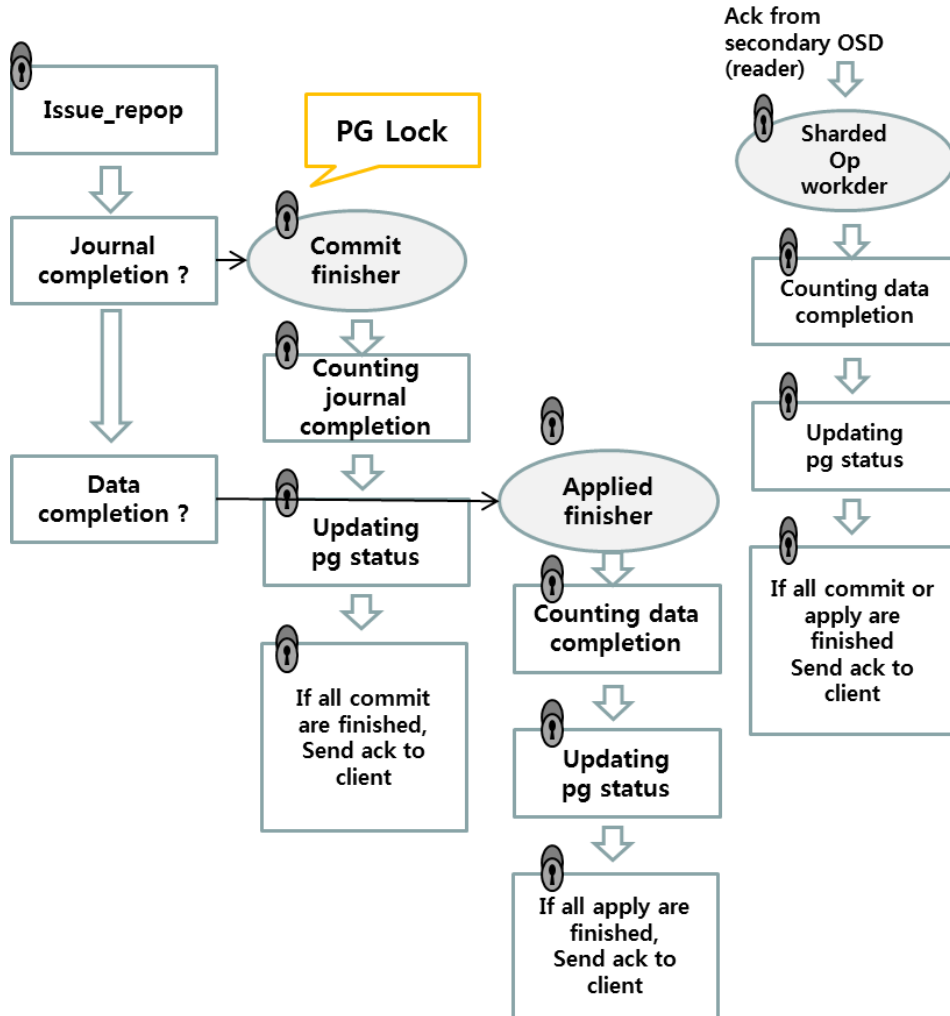 Issue_repop
Journal
completion ?
Data
completion ?
PG Lock
Commit
finisher
Counting
journal
completion
Updating
pg status
If all commit
are finished,
Send ack to
client
Applied
finisher
Counting data
completion
Updating
pg status
If all apply are
finished,
Send ack to
client
Ack from
secondary OSD
(reader)
Sharded
Op
workder
Counting data
completion
Updating
pg status
If all commit or
apply are
finished
Send ack to
client